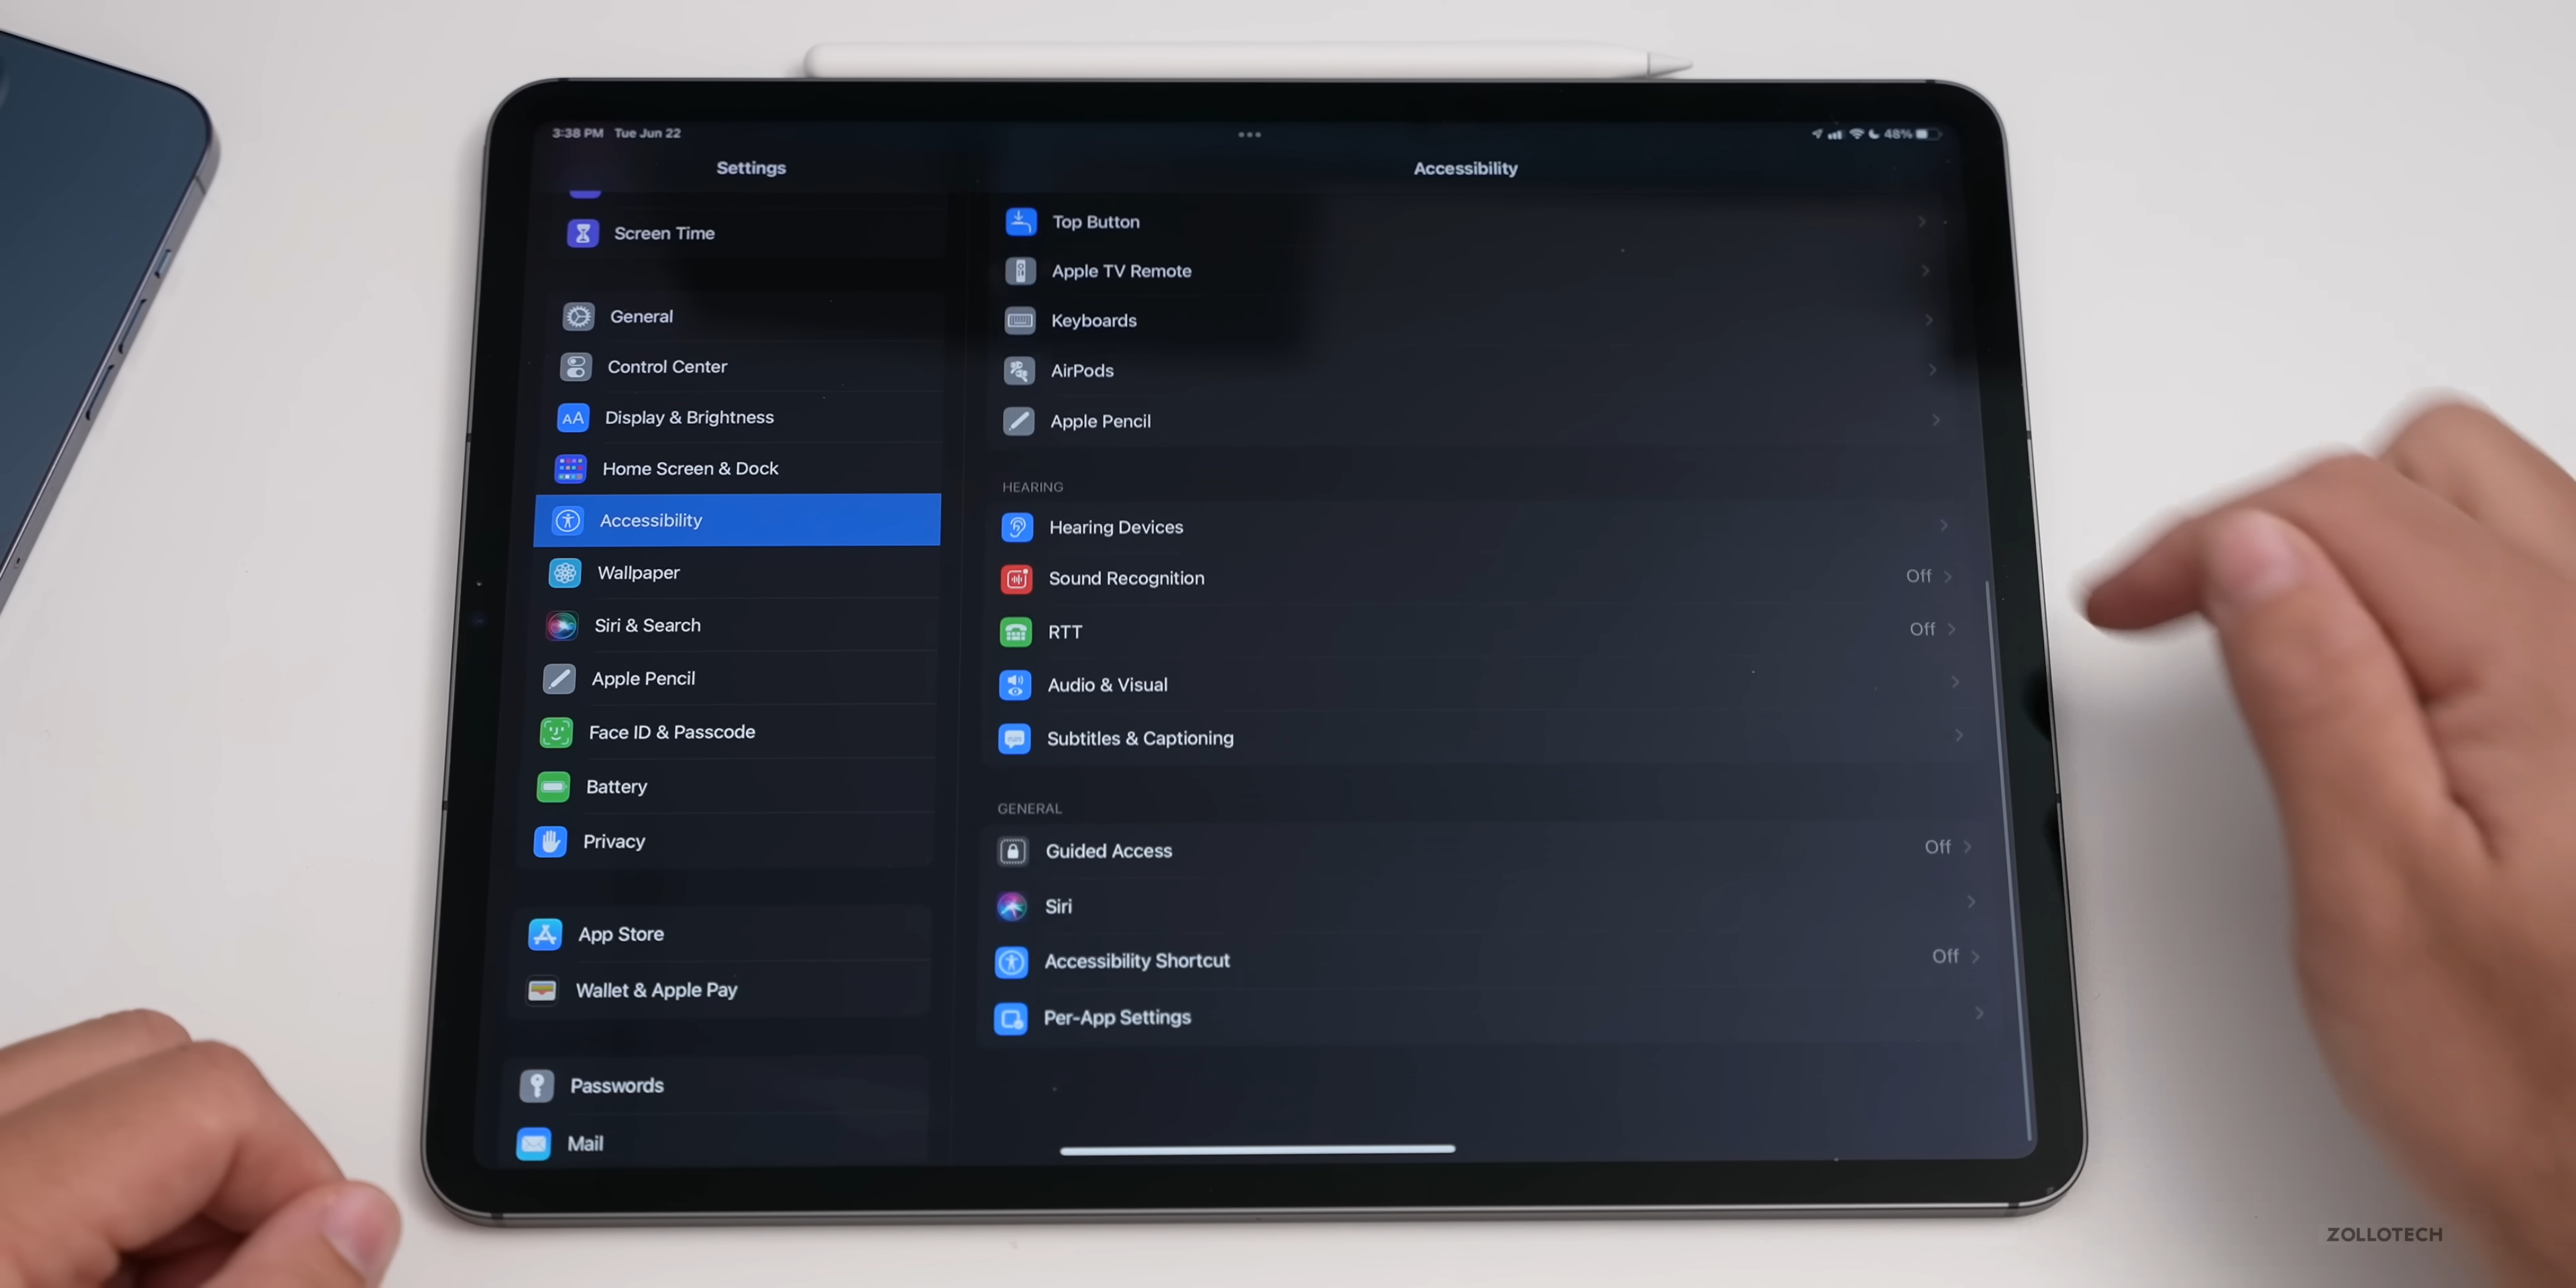 3:38 PM Tue Jun 22
48%
Settings
Screen Time
General
Control Center
AA Display & Brightness
Home Screen & Dock
Accessibility
Wallpaper
Siri & Search
Apple Pencil
Face ID & Passcode
Battery
Privacy
App Store
Wallet & Apple Pay
Passwords
Mail
Accessibility
Top Button
Apple TV Remote
Keyboards
AirPods
Apple Pencil
HEARING
Hearing Devices
Sound Recognition Off
RTT Off
Audio & Visual
Subtitles & Captioning
GENERAL
Guided Access Off
Siri
Accessibility Shortcut Off
Per-App Settings
ZOLLOTECH